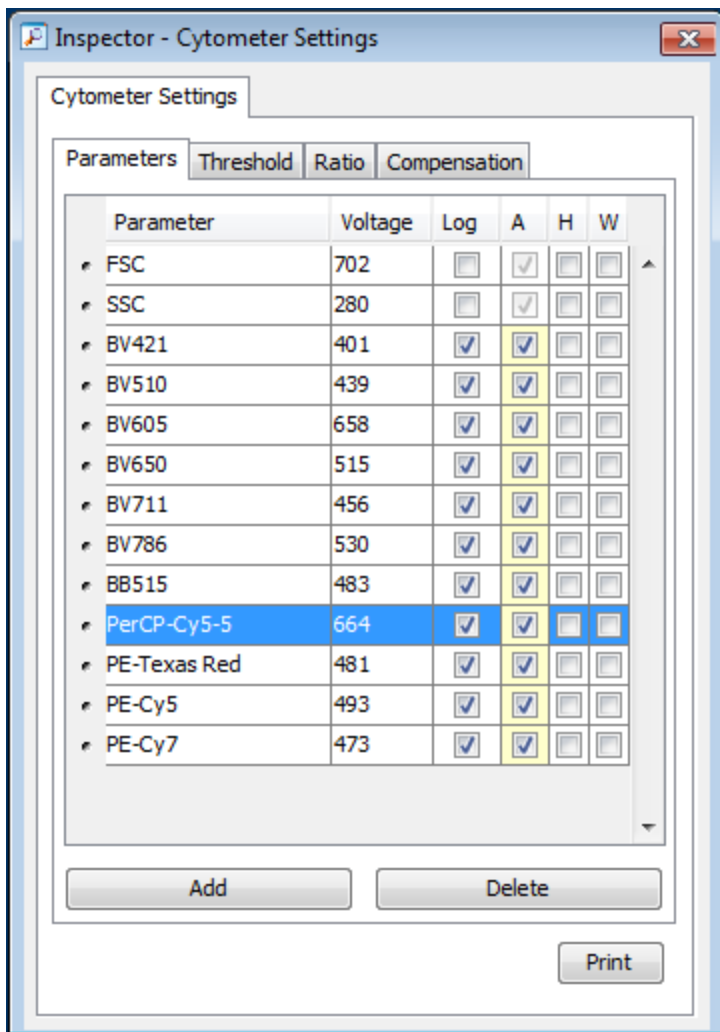 Inspector - Cytometer Settings
Cytometer Settings
Parameters Threshold Ratio Compensation
Parameter Voltage Log A H W
FSC 702
SSC 280
BV421 401
BV510 439
BV605 658
BV650 515
BV711 456
BV786 530
BB515 483
PerCP-Cy5-5 664
PE-Texas Red 481
PE-Cy5 493
PE-Cy7 473
Add Delete
Print